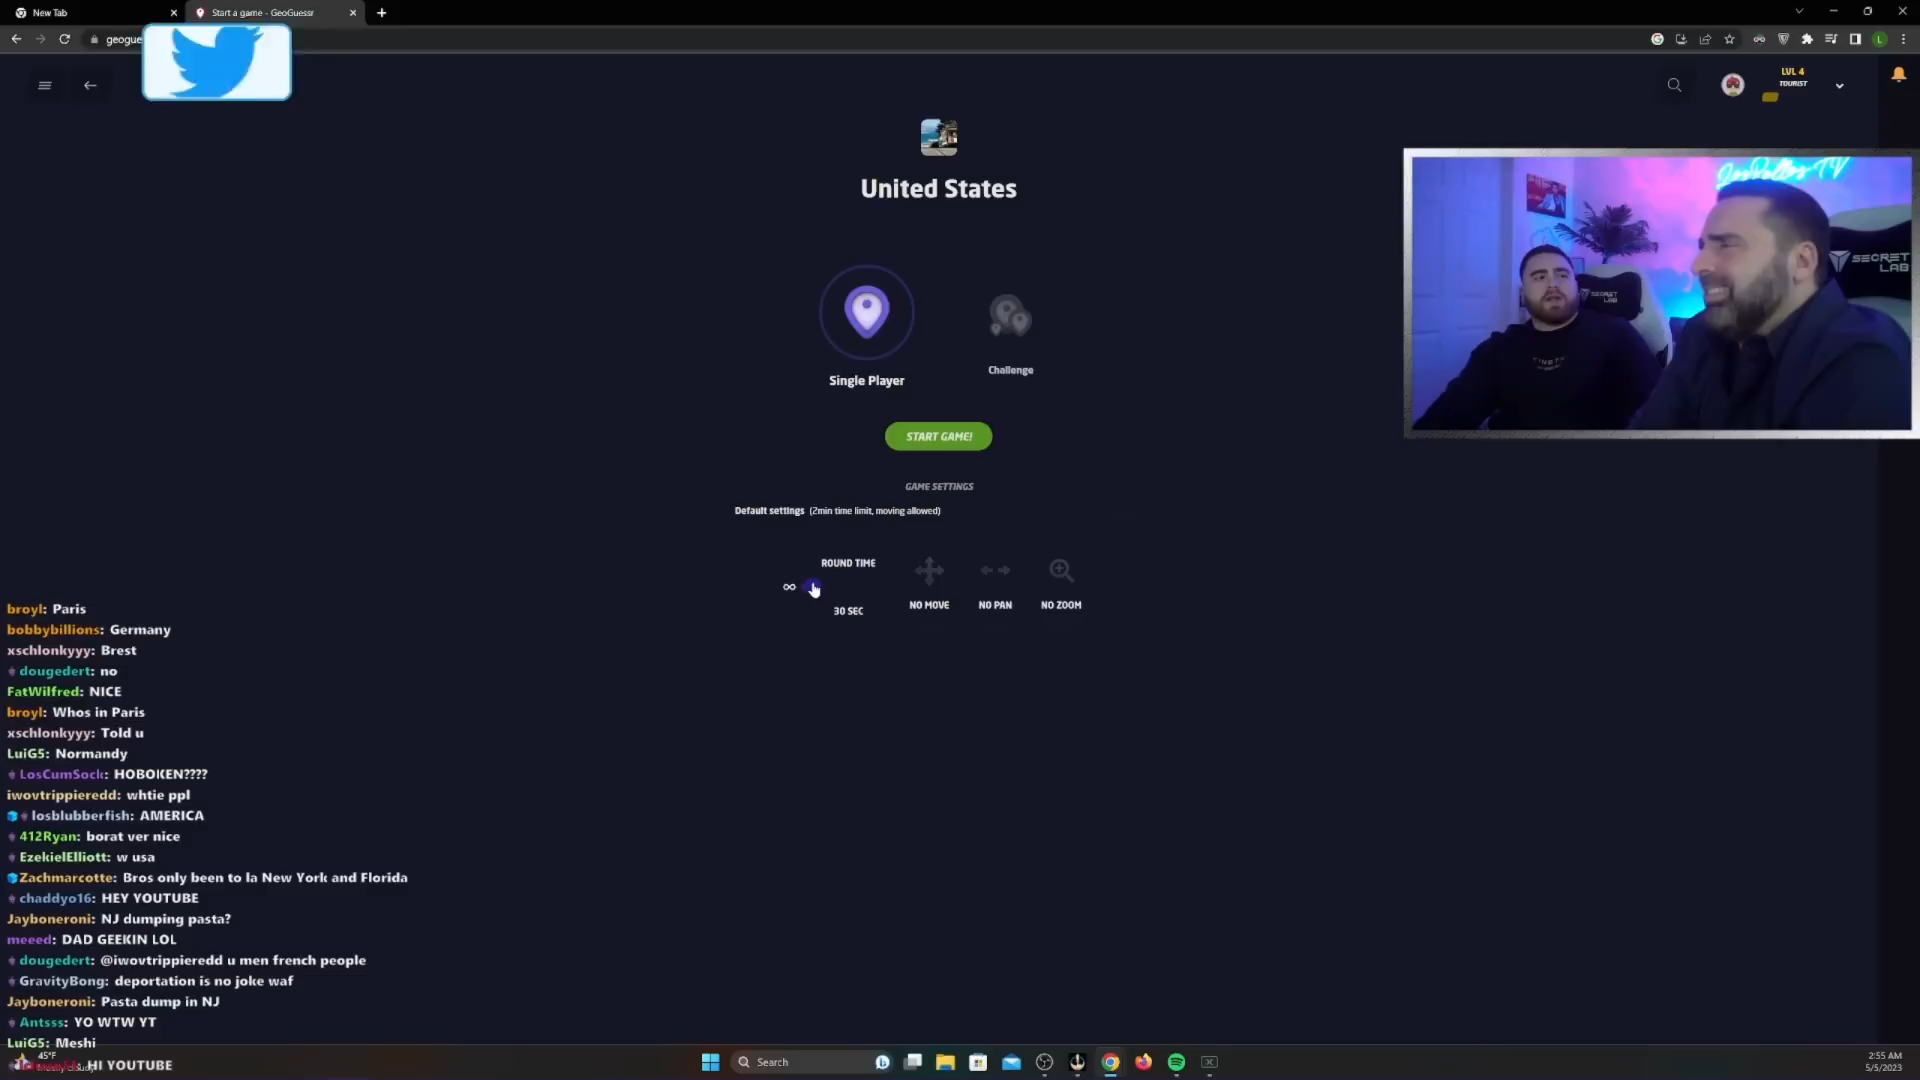 New Tab
Start a game - GeoGuessr
geogue
LVL 4
TOURIST
United States
LosPollos TV
SECRET LAB
SECRET LAB
Single Player
Challenge
START GAME!
GAME SETTINGS
Default settings (2min time limit, moving allowed)
ROUND TIME
30 SEC
NO MOVE
NO PAN
NO ZOOM
broyl: Paris
bobbybillions: Germany
xschlonkyyy: Brest
dougedert: no
FatWilfred: NICE
broyl: Whos in Paris
xschlonkyyy: Told u
LuiG5: Normandy
LosCumSock: HOBOKEN????
iwovtrippieredd: whtie ppl
losblubberfish: AMERICA
412Ryan: borat ver nice
EzekielElliott: w usa
Zachmarcotte: Bros only been to la New York and Florida
chaddyo16: HEY YOUTUBE
Jayboneroni: NJ dumping pasta?
meeed: DAD GEEKIN LOL
dougedert: @iwovtrippieredd u men french people
GravityBong: deportation is no joke waf
Jayboneroni: Pasta dump in NJ
Antsss: YO WTW YT
LuiG5: Meshi
HI YOUTUBE
45°F
Search
2:55 AM
5/5/2023